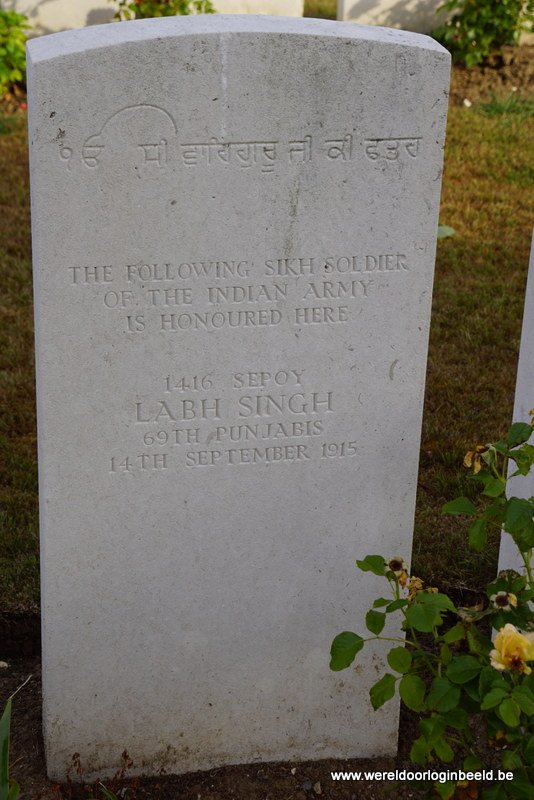 ੴ ਸ੍ਰੀ ਵਾਹਿਗੁਰੂ ਜੀ ਕੀ ਫਤਹ
THE FOLLOWING SIKH SOLDIER
OF THE INDIAN ARMY
IS HONOURED HERE
1416 SEPOY
LABH SINGH
69TH PUNJABIS
14TH SEPTEMBER 1915
www.wereldoorloginbeeld.be